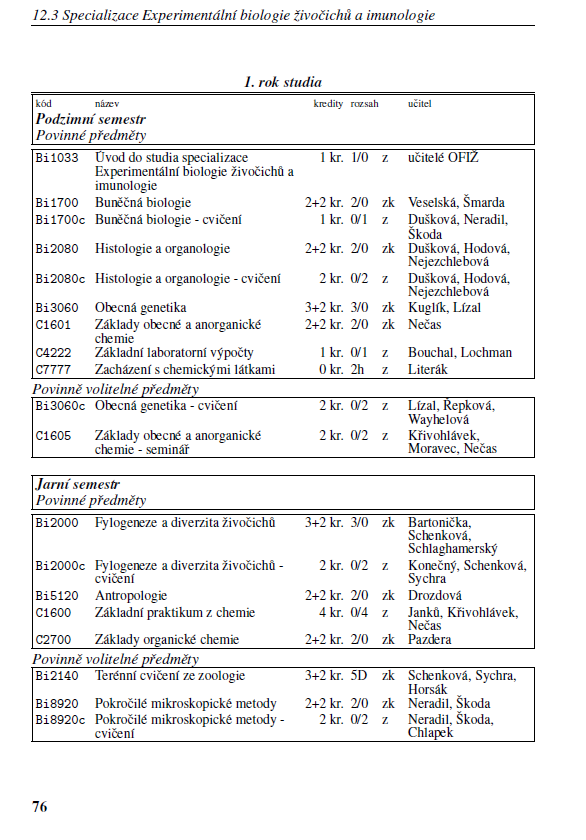 12.3 Specializace Experimentální biologie živočichů a imunologie
1. rok studia
kód název kredity rozsah učitel
Podzimní semestr
Povinné předměty
Bi1033 Úvod do studia specializace 1 kr. 1/0 z učitelé OFIŽ
Experimentální biologie živočichů a
imunologie
Bi1700 Buněčná biologie 2+2 kr. 2/0 zk Veselská, Šmarda
Bi1700c Buněčná biologie - cvičení 1 kr. 0/1 z Dušková, Neradil,
Škoda
Bi2080 Histologie a organologie 2+2 kr. 2/0 zk Dušková, Hodová,
Nejezchlebová
Bi2080c Histologie a organologie - cvičení 2 kr. 0/2 z Dušková, Hodová,
Nejezchlebová
Bi3060 Obecná genetika 3+2 kr. 3/0 zk Kuglík, Lízal
C1601 Základy obecné a anorganické 2+2 kr. 2/0 zk Nečas
chemie
C4222 Základní laboratorní výpočty 1 kr. 0/1 z Bouchal, Lochman
C7777 Zacházení s chemickými látkami 0 kr. 2h z Literák
Povinně volitelné předměty
Bi3060c Obecná genetika - cvičení 2 kr. 0/2 z Lízal, Řepková,
Wayhelová
C1605 Základy obecné a anorganické 2 kr. 0/2 z Křivohlávek,
chemie - seminář Moravec, Nečas
Jarní semestr
Povinné předměty
Bi2000 Fylogeneze a diverzita živočichů 3+2 kr. 3/0 zk Bartonička,
Schenková,
Schlaghamerský
Bi2000c Fylogeneze a diverzita živočichů - 2 kr. 0/2 z Konečný, Schenková,
cvičení Sychra
Bi5120 Antropologie 2+2 kr. 2/0 zk Drozdová
C1600 Základní praktikum z chemie 4 kr. 0/4 z Janků, Křivohlávek,
Nečas
C2700 Základy organické chemie 2+2 kr. 2/0 zk Pazdera
Povinně volitelné předměty
Bi2140 Terénní cvičení ze zoologie 3+2 kr. 5D zk Schenková, Sychra,
Horsák
Bi8920 Pokročilé mikroskopické metody 2+2 kr. 2/0 zk Neradil, Škoda
Bi8920c Pokročilé mikroskopické metody - 2 kr. 0/2 z Neradil, Škoda,
cvičení Chlapek
76